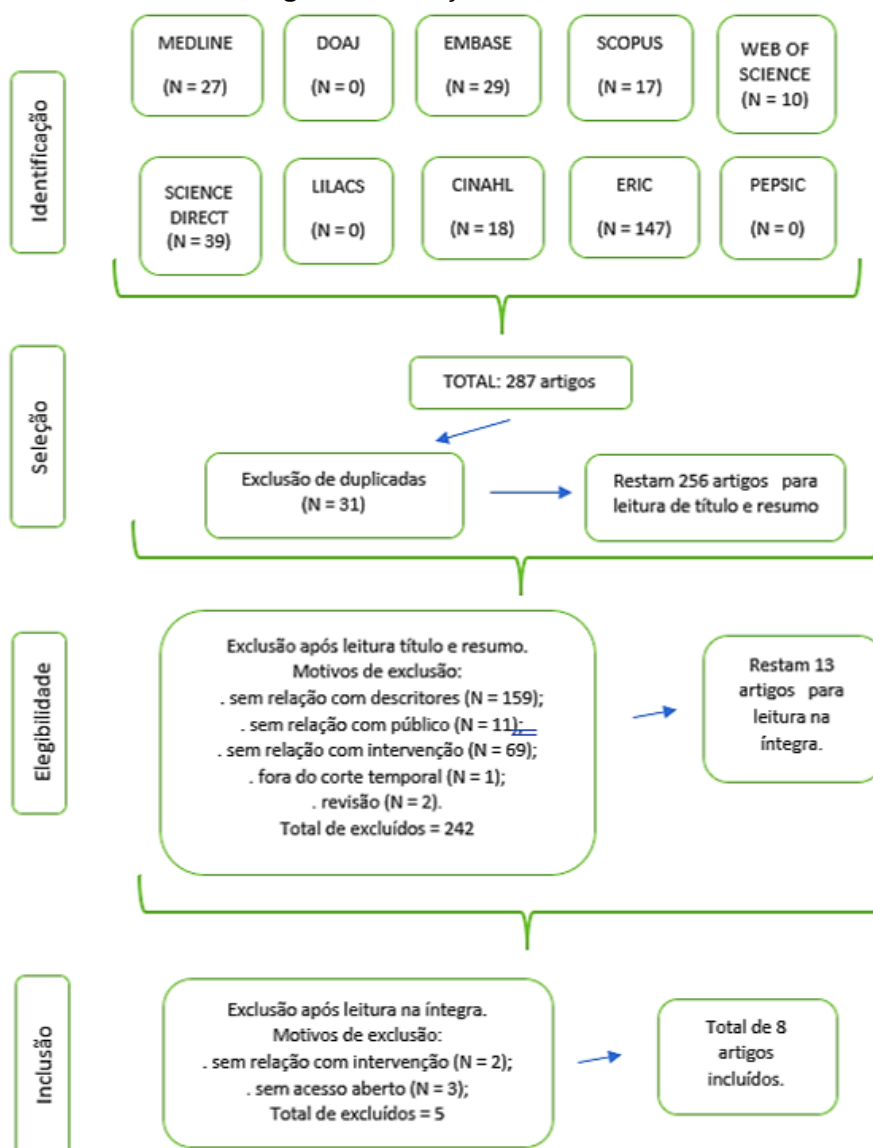 Identificação
MEDLINE
(N = 27)
DOAJ
(N = 0)
EMBASE
(N = 29)
SCOPUS
(N = 17)
WEB OF
SCIENCE
(N = 10)
SCIENCE
DIRECT
(N = 39)
LILACS
(N = 0)
CINAHL
(N = 18)
ERIC
(N = 147)
PEPSIC
(N = 0)
Seleção
TOTAL: 287 artigos
Exclusão de duplicadas
(N = 31)
Restam 256 artigos para
leitura de título e resumo
Elegibilidade
Exclusão após leitura título e resumo.
Motivos de exclusão:
. sem relação com descritores (N = 159);
. sem relação com público (N = 11);
. sem relação com intervenção (N = 69);
. fora do corte temporal (N = 1);
. revisão (N = 2).
Total de excluídos = 242
Restam 13
artigos para
leitura na
íntegra.
Inclusão
Exclusão após leitura na íntegra.
Motivos de exclusão:
. sem relação com intervenção (N = 2);
. sem acesso aberto (N = 3);
Total de excluídos = 5
Total de 8
artigos
incluídos.